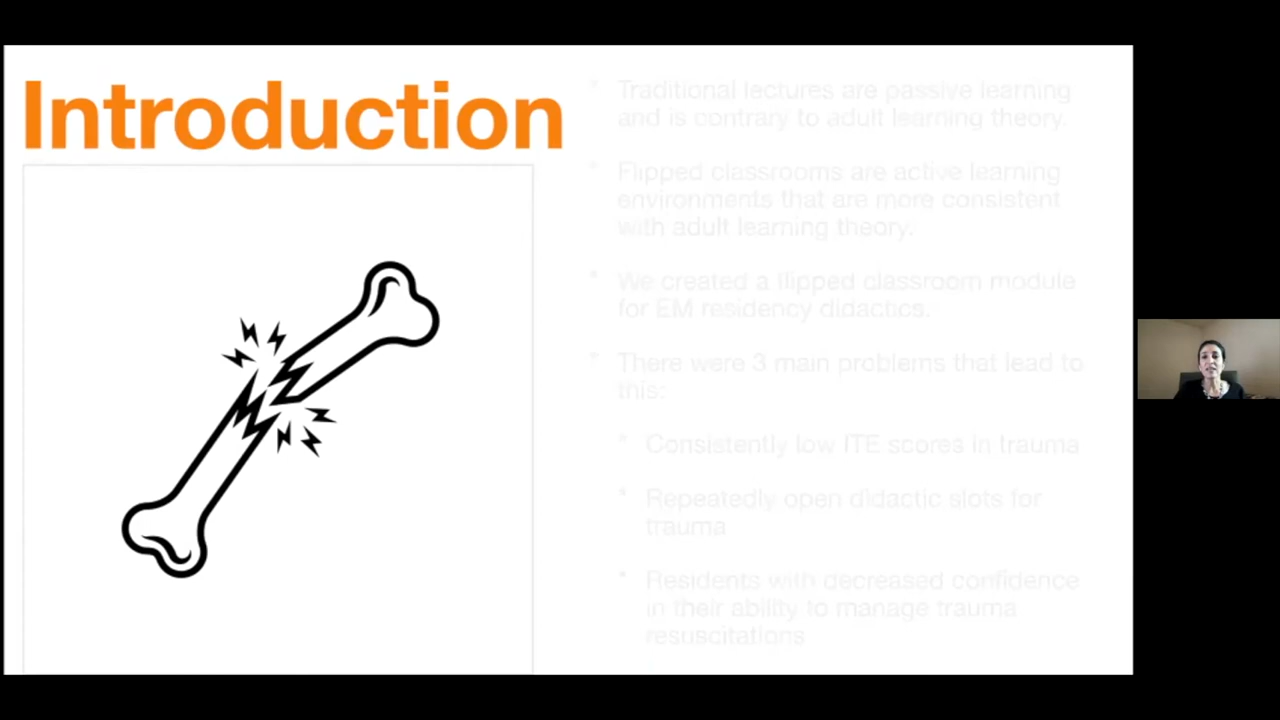 Introduction
Traditional lectures are passive learning
and is contrary to adult learning theory.
Flipped classrooms are active learning
environments that are more consistent
with adult learning theory.
We created a flipped classroom module
for EM residency didactics.
There were 3 main problems that lead to
this:
Consistently low ITE scores in trauma
Repeatedly open didactic slots for
trauma
Residents with decreased confidence
in their ability to manage trauma
resuscitations